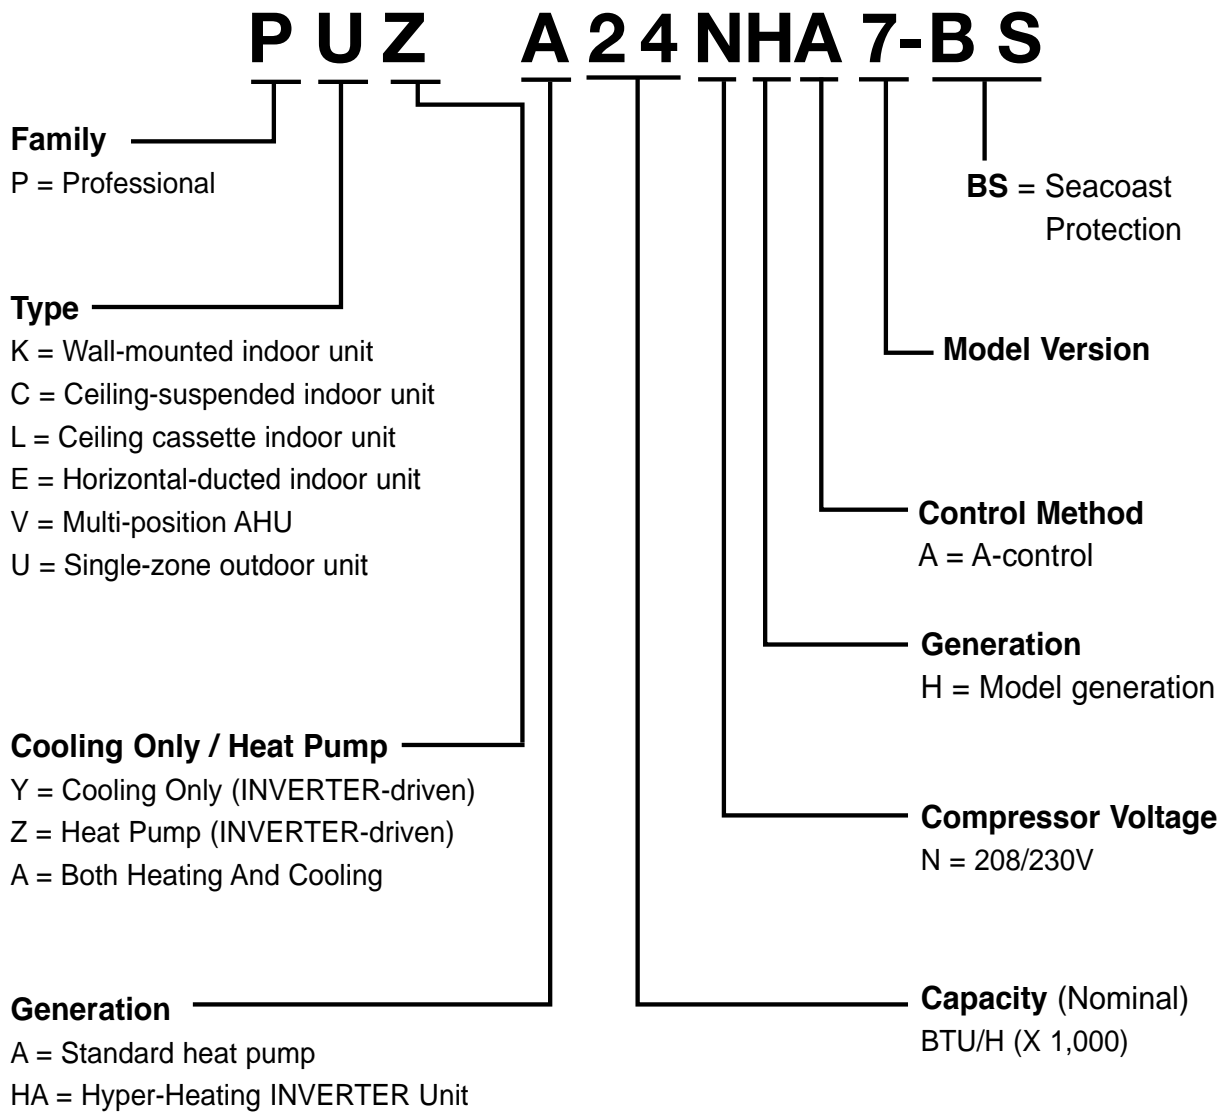 PUZ A24NHA7-BS
Family
P = Professional
BS = Seacoast
Protection
Type
K = Wall-mounted indoor unit
C = Ceiling-suspended indoor unit
L = Ceiling cassette indoor unit
E = Horizontal-ducted indoor unit
V = Multi-position AHU
U = Single-zone outdoor unit
Model Version
Control Method
A = A-control
Generation
H = Model generation
Cooling Only / Heat Pump
Y = Cooling Only (INVERTER-driven)
Z = Heat Pump (INVERTER-driven)
A = Both Heating And Cooling
Compressor Voltage
N = 208/230V
Generation
A = Standard heat pump
HA = Hyper-Heating INVERTER Unit
Capacity (Nominal)
BTU/H (X 1,000)